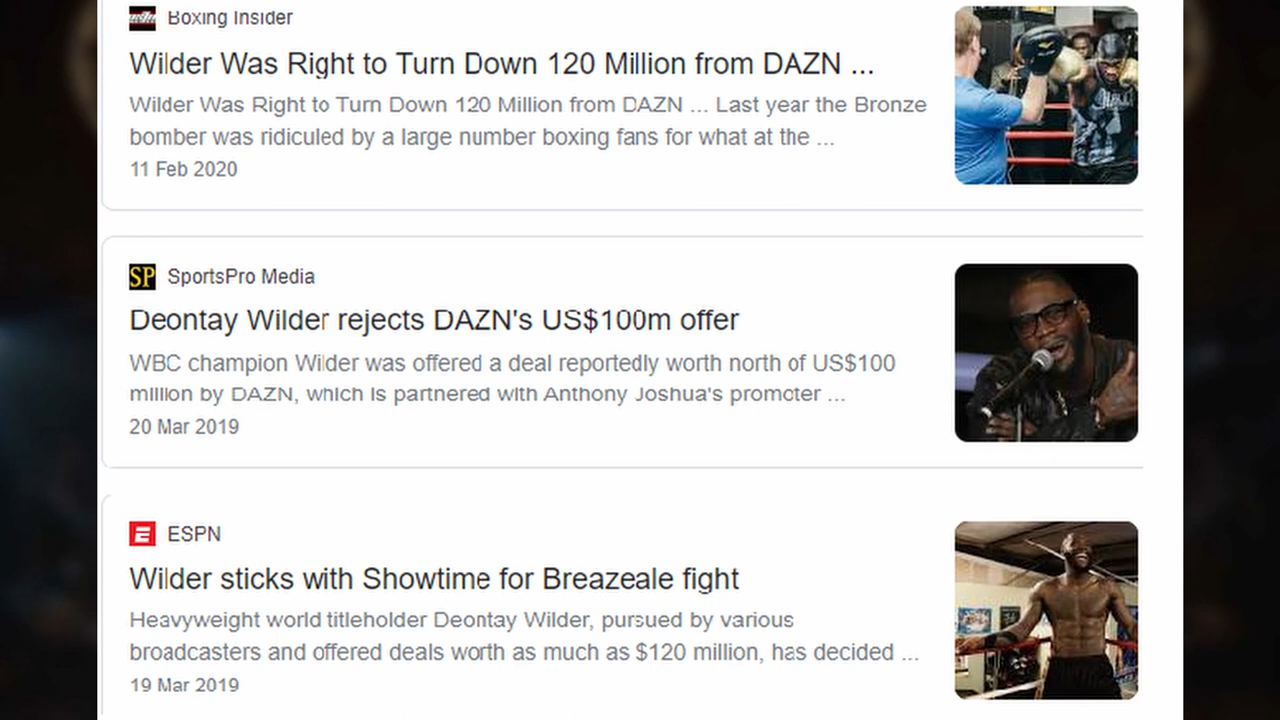 Boxing Insider
Wilder Was Right to Turn Down 120 Million from DAZN ...
Wilder Was Right to Turn Down 120 Million from DAZN ... Last year the Bronze
bomber was ridiculed by a large number boxing fans for what at the ...
11 Feb 2020
SP SportsPro Media
Deontay Wilder rejects DAZN's US$100m offer
WBC champion Wilder was offered a deal reportedly worth north of US$100
million by DAZN, which is partnered with Anthony Joshua's promoter ...
20 Mar 2019
ESPN
Wilder sticks with Showtime for Breazeale fight
Heavyweight world titleholder Deontay Wilder, pursued by various
broadcasters and offered deals worth as much as $120 million, has decided ...
19 Mar 2019